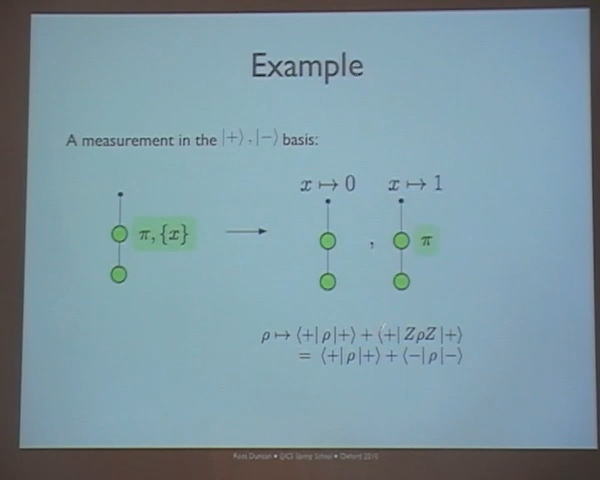 Example
A measurement in the |+⟩, |−⟩ basis:
x ↦ 0 x ↦ 1
π, {x} , π
ρ ↦ ⟨+| ρ |+⟩ + ⟨+| ZρZ |+⟩
= ⟨+| ρ |+⟩ + ⟨−| ρ |−⟩
Ross Duncan • QICS Spring School • Oxford 2010